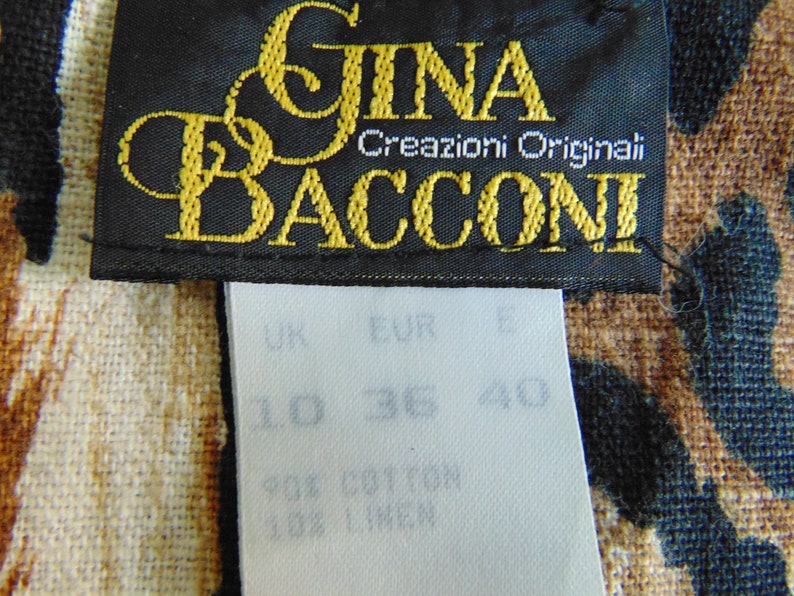 GINA
Creazioni Originali
BACCONI
UK EUR E
10 36 40
90% COTTON
10% LINEN